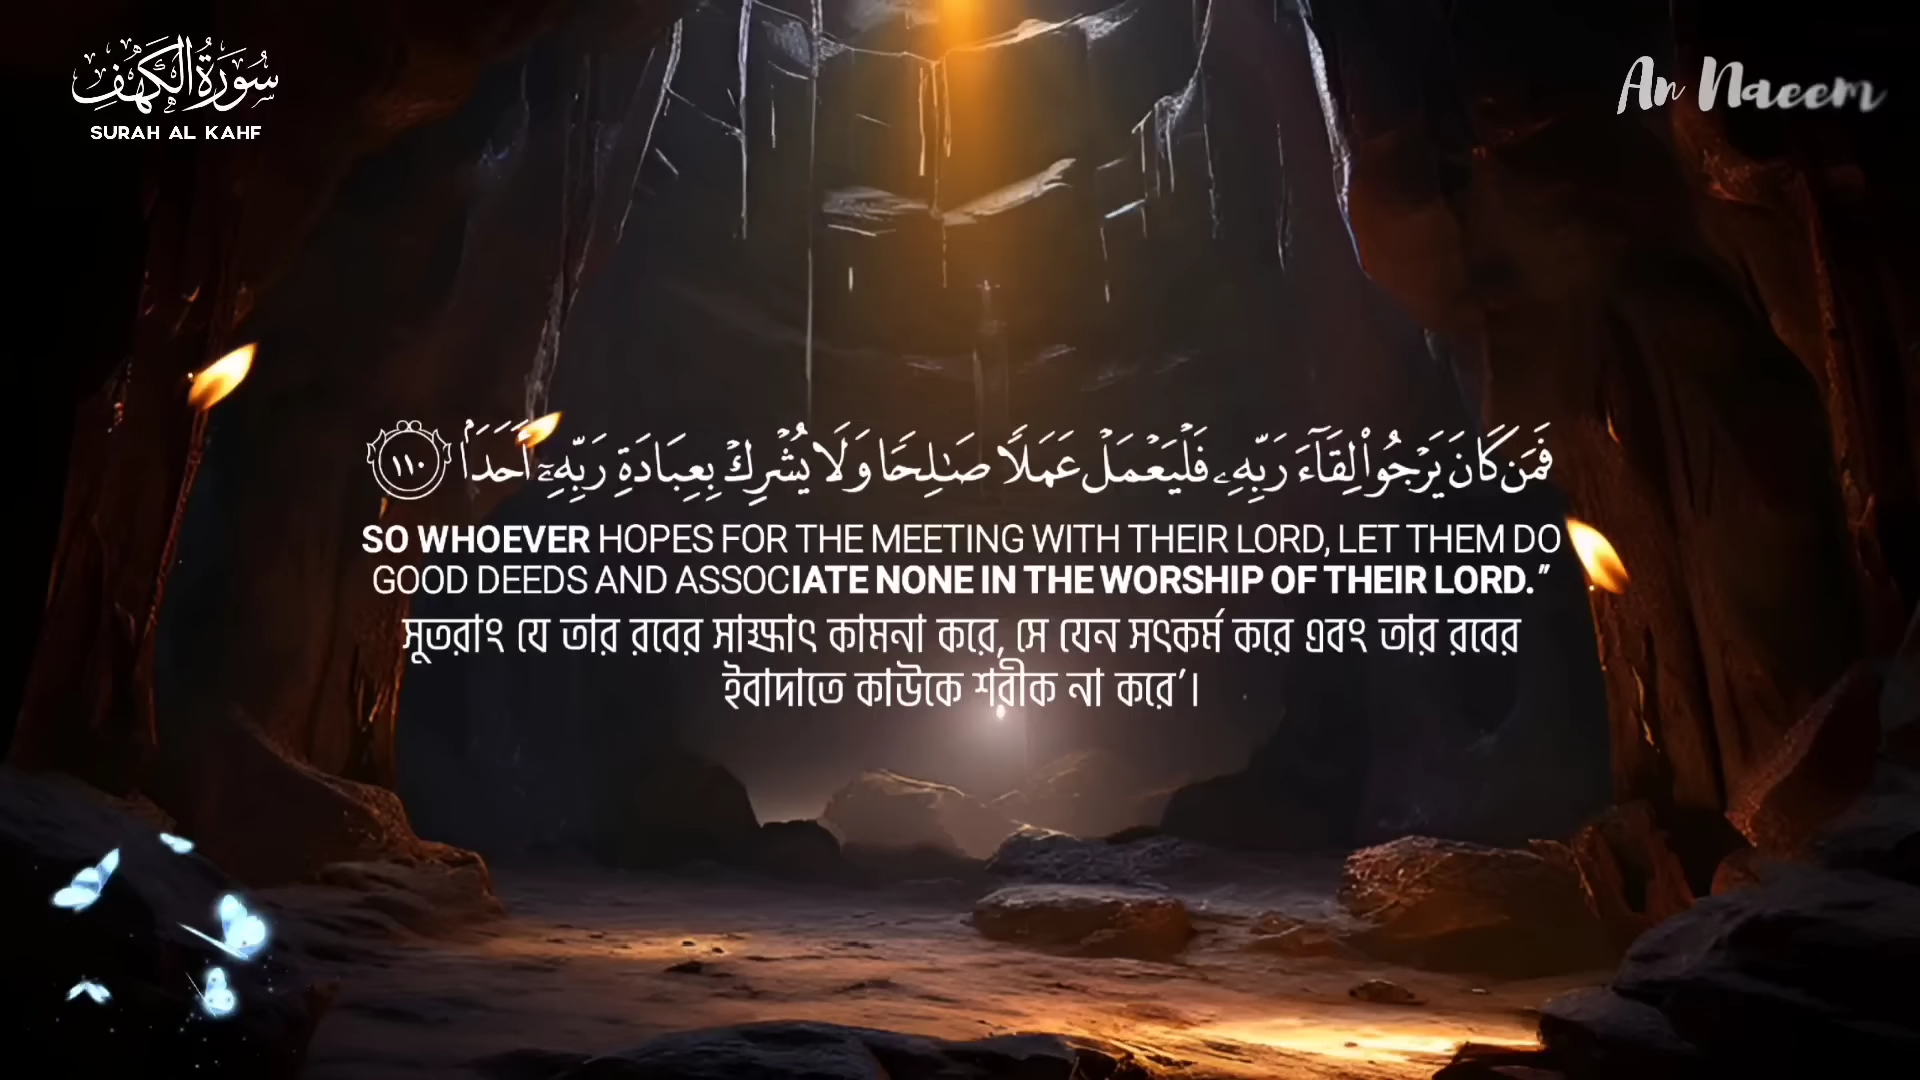 سُورَةُ الكَهْفِ
SURAH AL KAHF
An Naeem
فَمَن كَانَ يَرْجُوا۟ لِقَآءَ رَبِّهِۦ فَلْيَعْمَلْ عَمَلًا صَـٰلِحًا وَلَا يُشْرِكْ بِعِبَادَةِ رَبِّهِۦٓ أَحَدَۢا ١١٠
SO WHOEVER HOPES FOR THE MEETING WITH THEIR LORD, LET THEM DO
GOOD DEEDS AND ASSOCIATE NONE IN THE WORSHIP OF THEIR LORD.”
সুতরাং যে তার রবের সাক্ষাৎ কামনা করে, সে যেন সৎকর্ম করে এবং তার রবের
ইবাদাতে কাউকে শরীক না করে’।